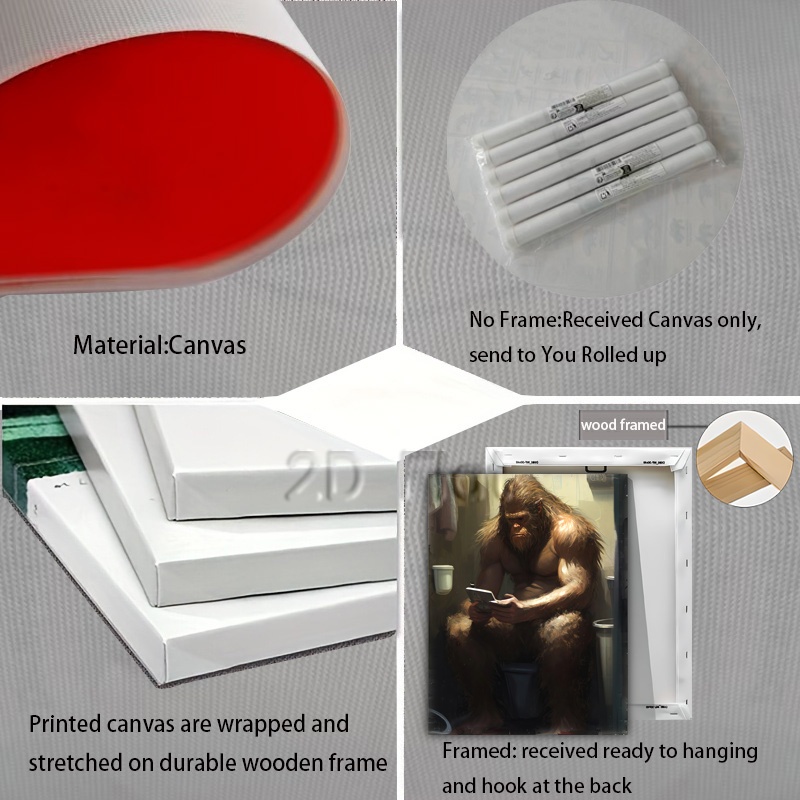 Material:Canvas
No Frame:Received Canvas only,
send to You Rolled up
wood framed
2D
Printed canvas are wrapped and
stretched on durable wooden frame
Framed: received ready to hanging
and hook at the back